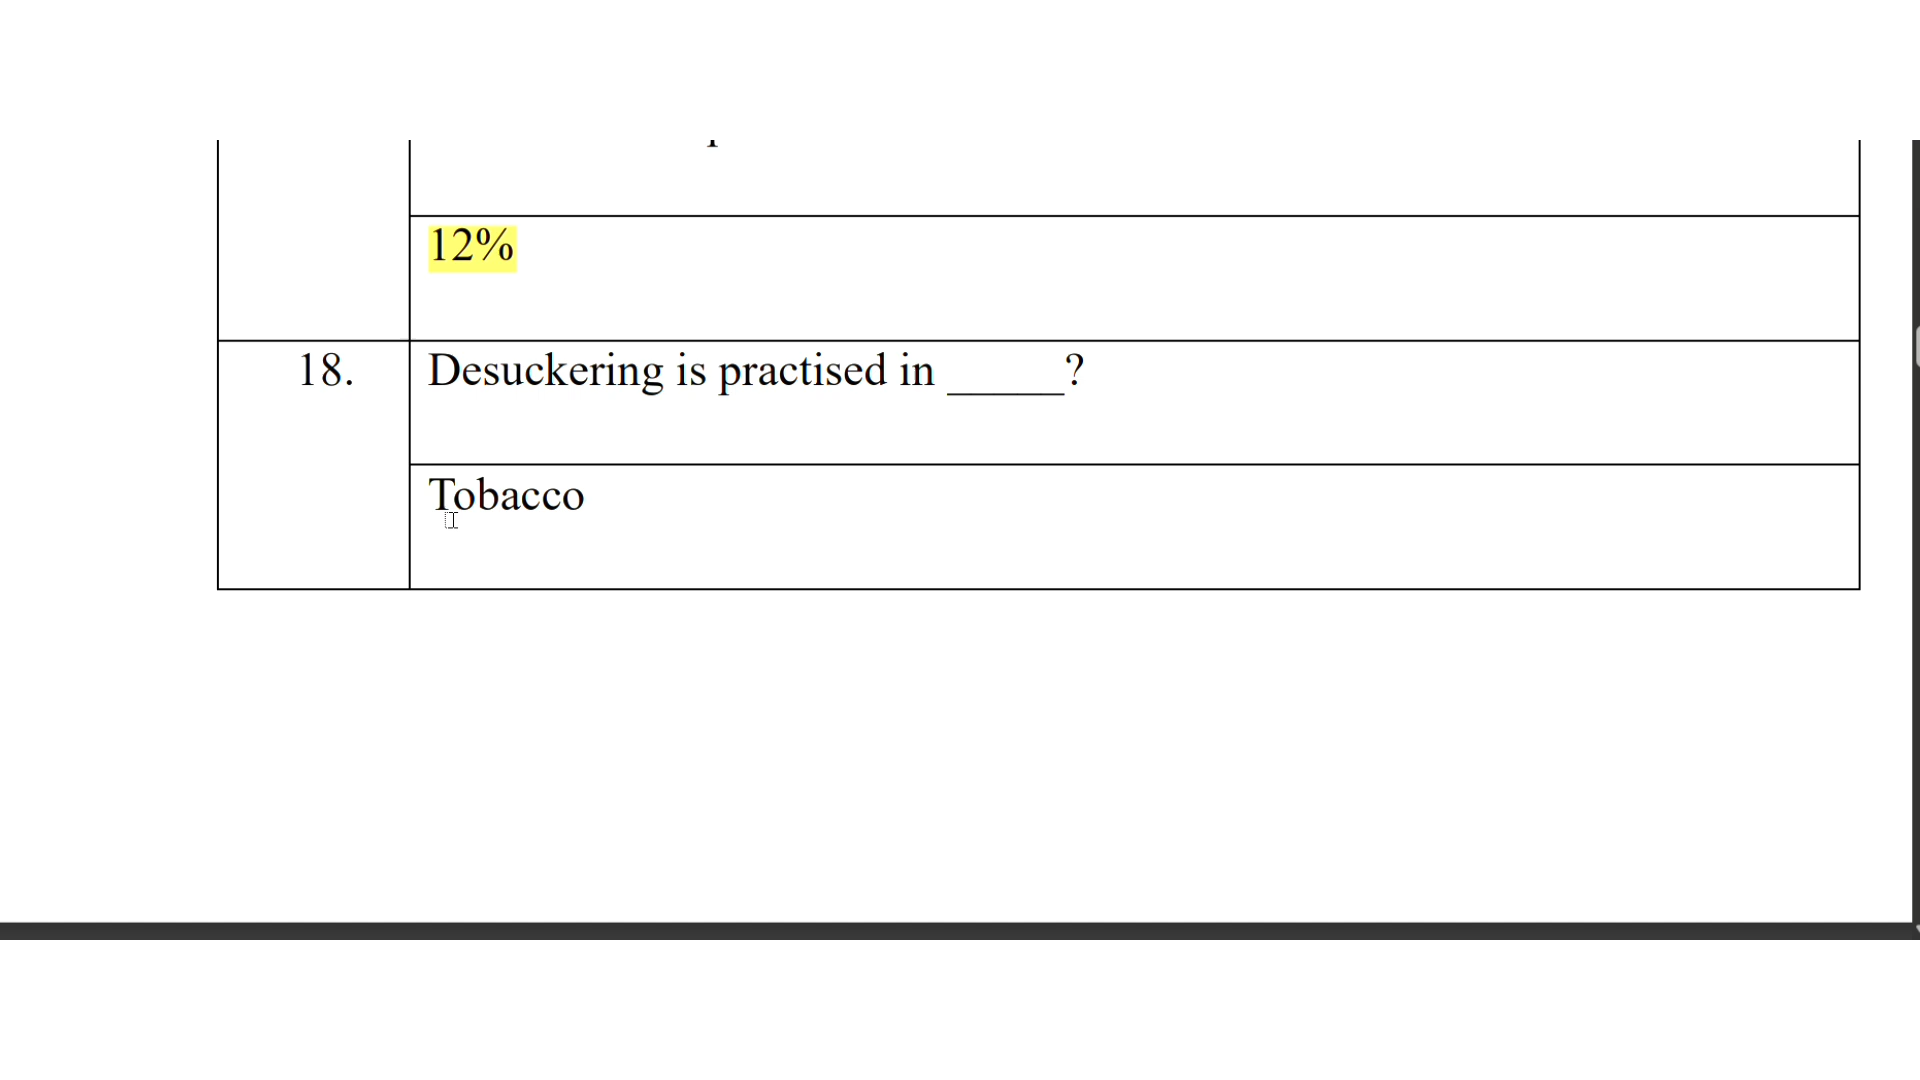 12%
18.
Desuckering is practised in _____?
Tobacco